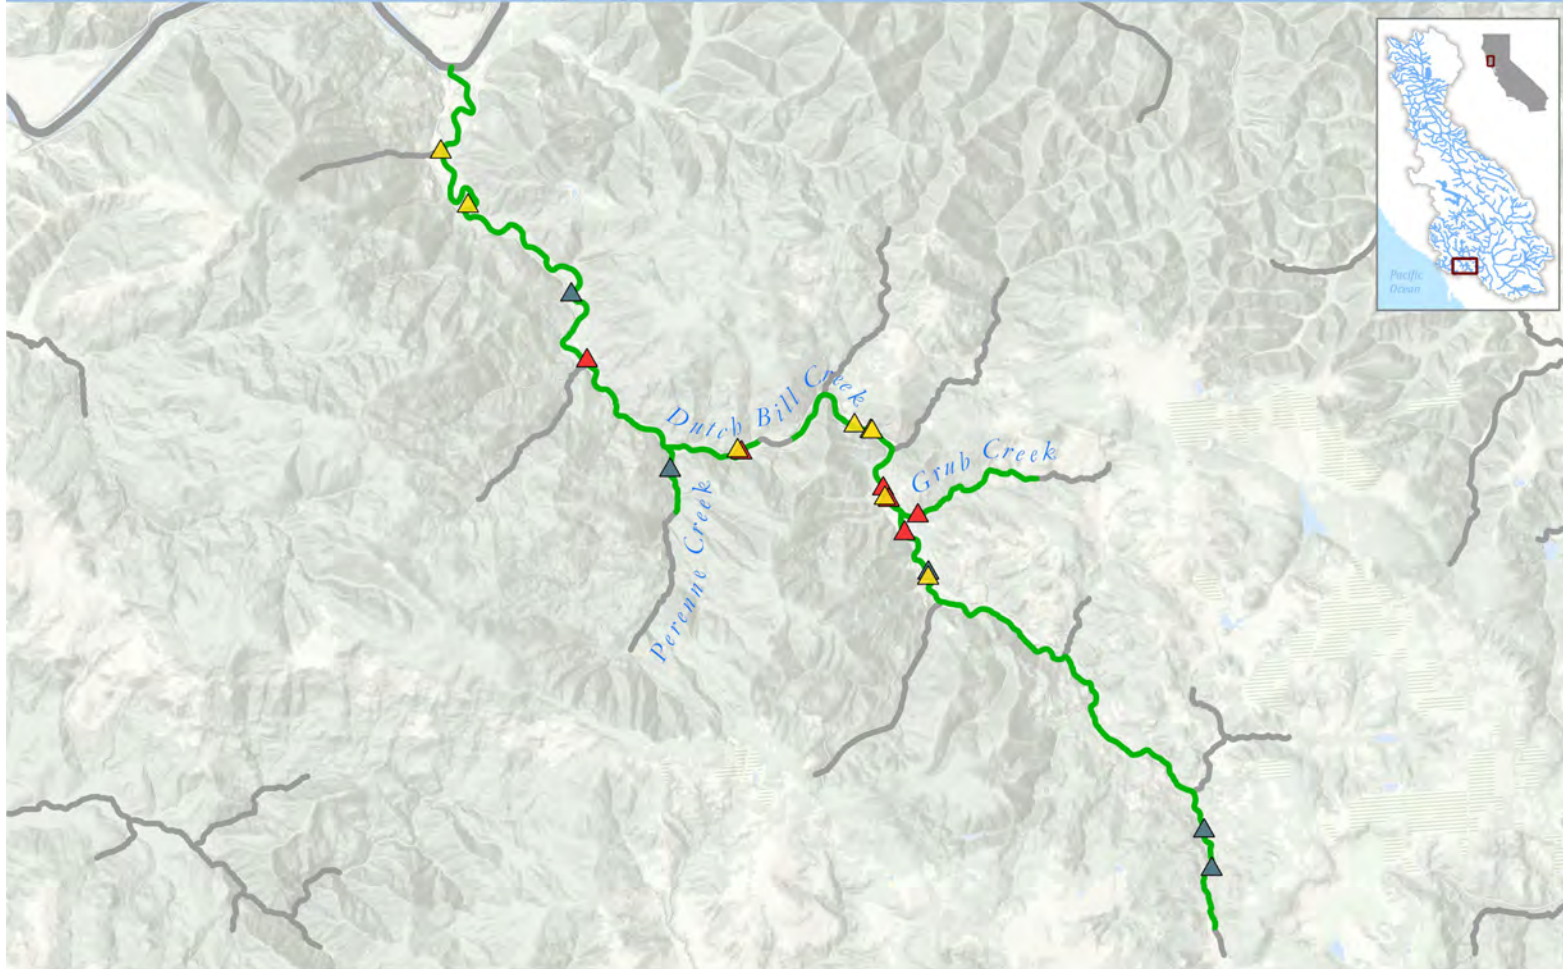 Pacific
Ocean
Dutch Bill Creek
Grub Creek
Perenne Creek